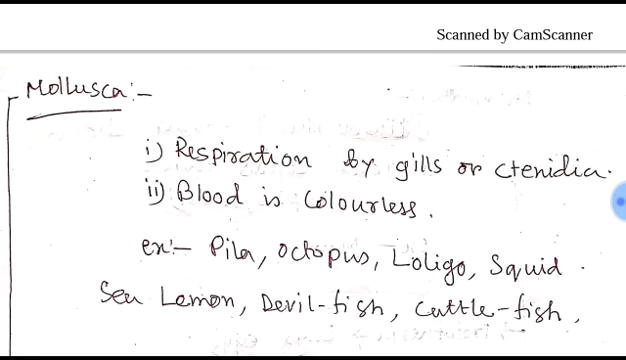 Scanned by CamScanner
Mollusca:-
i) Respiration by gills or ctenidia.
ii) Blood is Colourless.
ex:- Pila, Octopus, Loligo, Squid.
Sea Lemon, Devil-fish, Cuttle-fish,